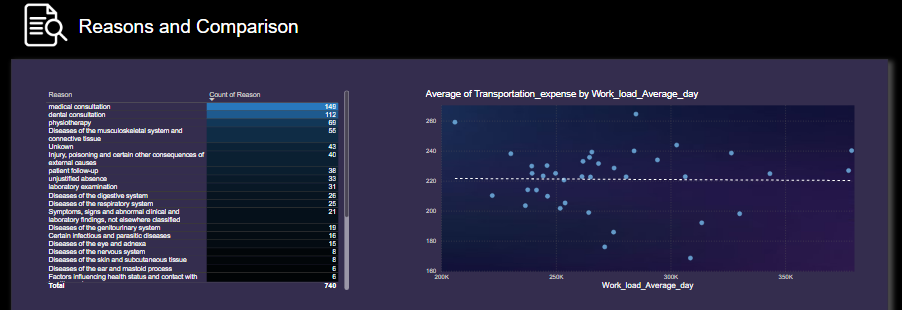 Reasons and Comparison
Reason Count of Reason
medical consultation 149
dental consultation 112
physiotherapy 69
Diseases of the musculoskeletal system and 55
connective tissue
Unkown 43
Injury, poisoning and certain other consequences of 40
external causes
patient follow-up 38
unjustified absence 33
laboratory examination 31
Diseases of the digestive system 26
Diseases of the respiratory system 25
Symptoms, signs and abnormal clinical and 21
laboratory findings, not elsewhere classified
Diseases of the genitourinary system 19
Certain infectious and parasitic diseases 16
Diseases of the eye and adnexa 15
Diseases of the nervous system 8
Diseases of the skin and subcutaneous tissue 8
Diseases of the ear and mastoid process 6
Factors influencing health status and contact with 6
Total 740
Average of Transportation_expense by Work_load_Average_day
260
240
220
200
180
160
200K 250K 300K 350K
Work_load_Average_day